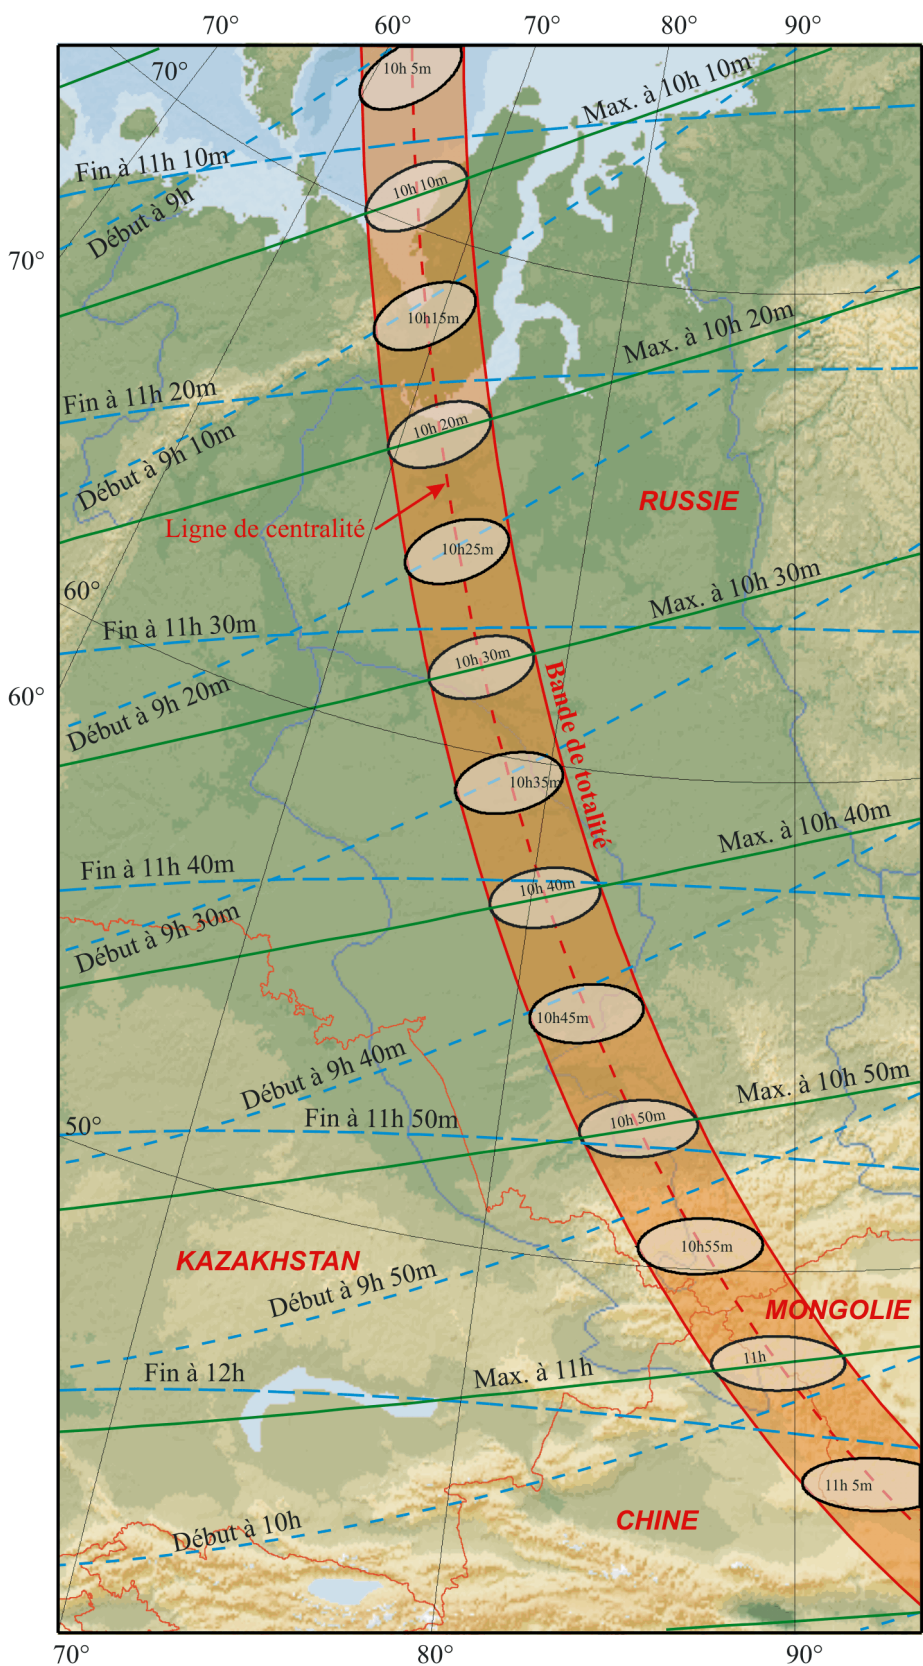 70°
60°
70°
80°
90°
70°
10h 5m
Max. à 10h 10m
Fin à 11h 10m
10h 10m
Début à 9h
70°
10h15m
Max. à 10h 20m
Fin à 11h 20m
10h 20m
Début à 9h 10m
RUSSIE
Ligne de centralité
10h25m
60°
Max. à 10h 30m
Fin à 11h 30m
10h 30m
60°
Début à 9h 20m
Bande de totalité
10h35m
Max. à 10h 40m
Fin à 11h 40m
10h 40m
Début à 9h 30m
10h45m
Début à 9h 40m
Max. à 10h 50m
Fin à 11h 50m
10h 50m
50°
10h55m
KAZAKHSTAN
Début à 9h 50m
MONGOLIE
11h
Fin à 12h
Max. à 11h
11h 5m
CHINE
Début à 10h
70°
80°
90°